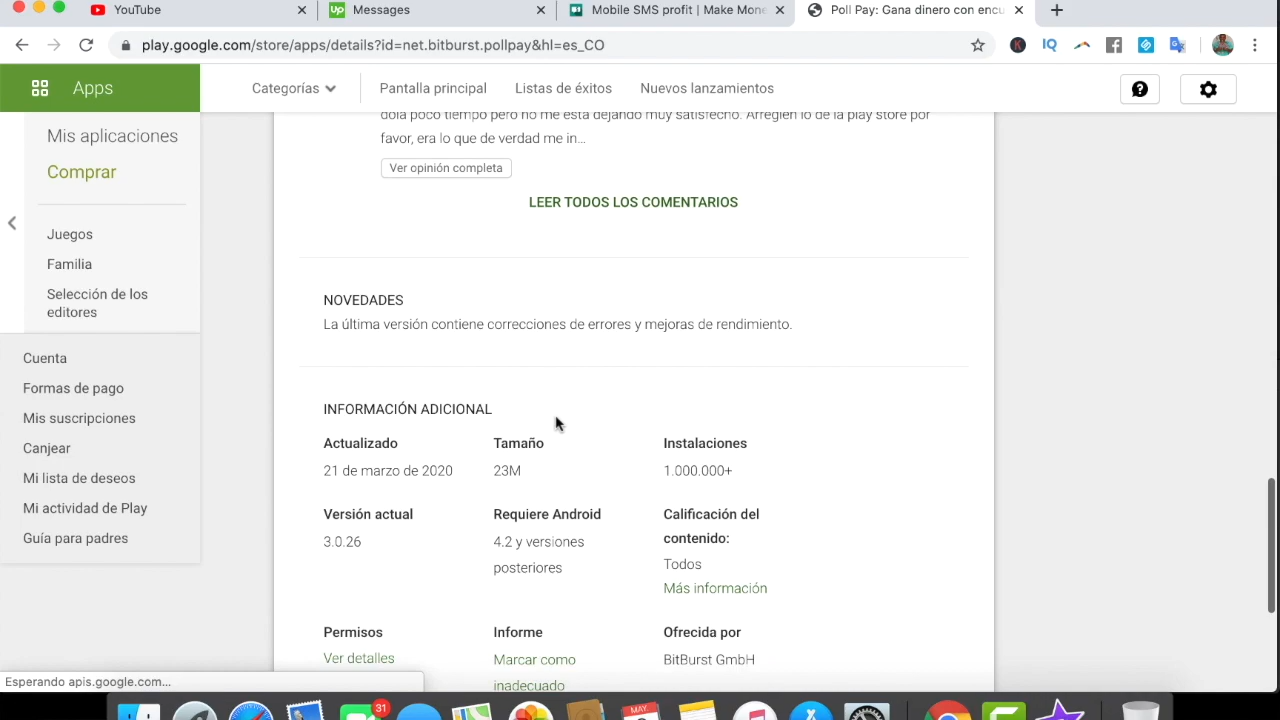 YouTube
Up Messages
Mobile SMS profit | Make Mone
Poll Pay: Gana dinero con encu
play.google.com/store/apps/details?id=net.bitburst.pollpay&hl=es_CO
K
IQ
Apps
Categorías
Pantalla principal
Listas de éxitos
Nuevos lanzamientos
Mis aplicaciones
Comprar
Juegos
Familia
Selección de los
editores
Cuenta
Formas de pago
Mis suscripciones
Canjear
Mi lista de deseos
Mi actividad de Play
Guía para padres
dola poco tiempo pero no me esta dejando muy satisfecho. Arreglen lo de la play store por
favor, era lo que de verdad me in...
Ver opinión completa
LEER TODOS LOS COMENTARIOS
NOVEDADES
La última versión contiene correcciones de errores y mejoras de rendimiento.
INFORMACIÓN ADICIONAL
Actualizado
21 de marzo de 2020
Tamaño
23M
Instalaciones
1.000.000+
Versión actual
3.0.26
Requiere Android
4.2 y versiones
posteriores
Calificación del
contenido:
Todos
Más información
Permisos
Ver detalles
Informe
Marcar como
inadecuado
Ofrecida por
BitBurst GmbH
Esperando apis.google.com...
31
MAY